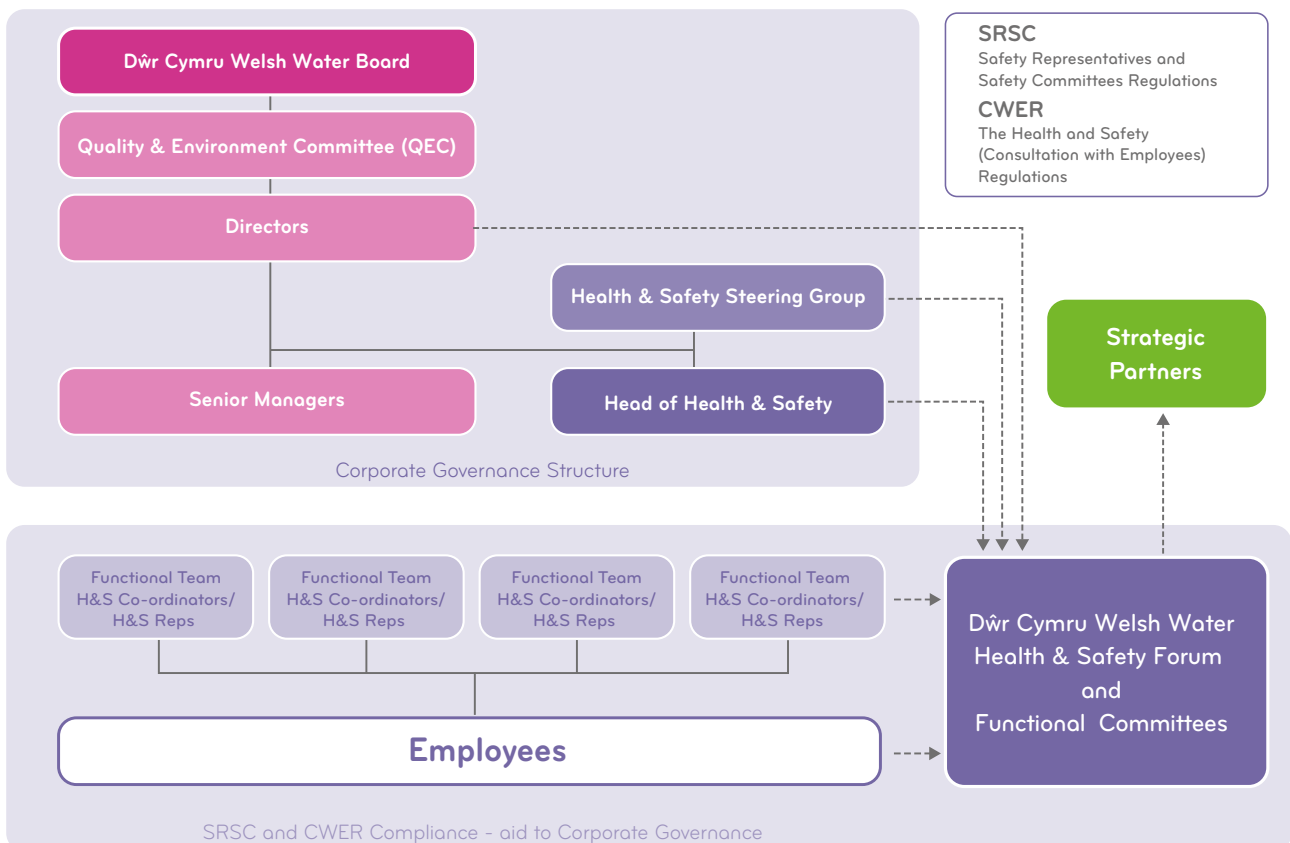 Dŵr Cymru Welsh Water Board
Quality & Environment Committee (QEC)
Directors
Health & Safety Steering Group
Senior Managers
Head of Health & Safety
Corporate Governance Structure
SRSC
Safety Representatives and
Safety Committees Regulations
CWER
The Health and Safety
(Consultation with Employees)
Regulations
Strategic
Partners
Functional Team
H&S Co-ordinators/
H&S Reps
Functional Team
H&S Co-ordinators/
H&S Reps
Functional Team
H&S Co-ordinators/
H&S Reps
Functional Team
H&S Co-ordinators/
H&S Reps
Employees
Dŵr Cymru Welsh Water
Health & Safety Forum
and
Functional Committees
SRSC and CWER Compliance - aid to Corporate Governance